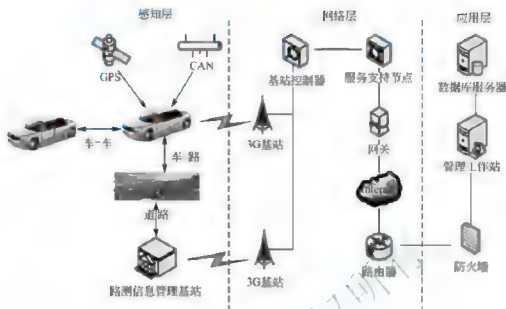 感知层
网络层
应用层
GPS
CAN
基站控制器
服务支持节点
数据库服务器
车-车
3G基站
网关
管理工作站
车-路
道路
路测信息管理基站
3G基站
路由器
防火墙